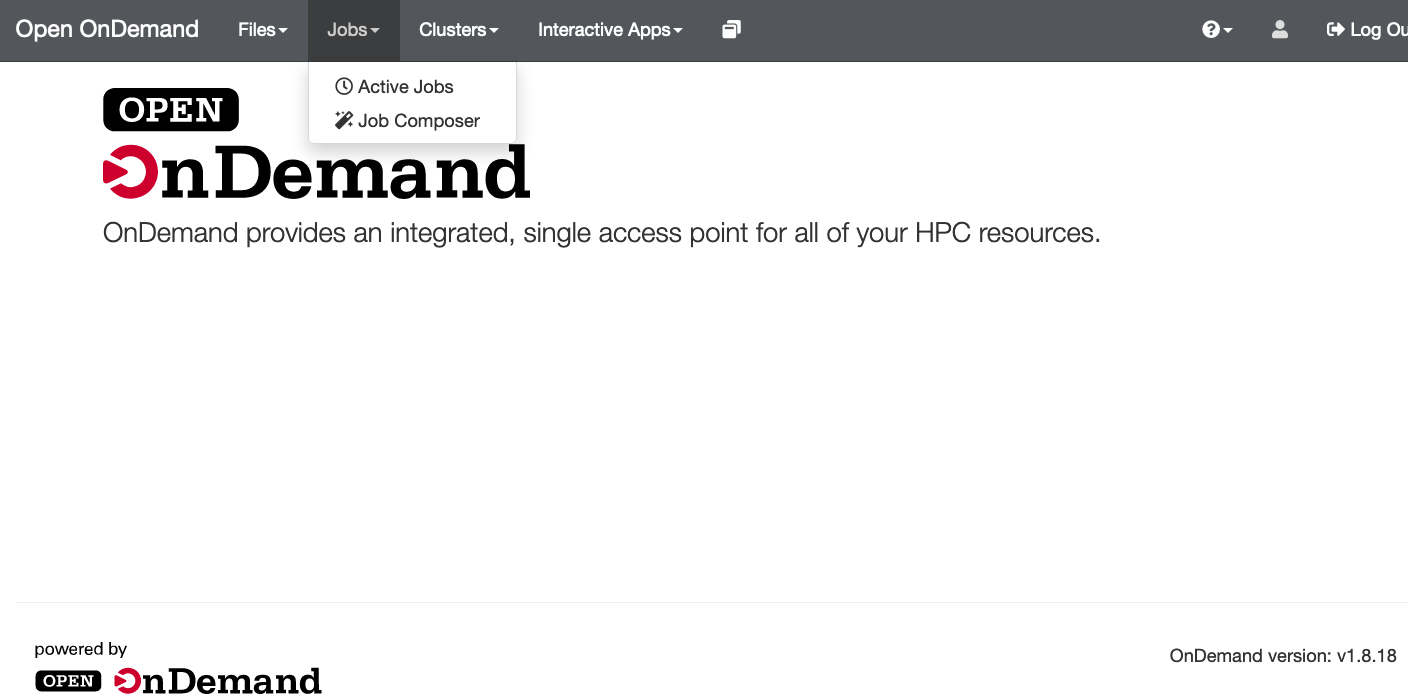 Open OnDemand Files Jobs Clusters Interactive Apps Log Ou
Active Jobs
Job Composer
OPEN
OnDemand
OnDemand provides an integrated, single access point for all of your HPC resources.
powered by
OPEN OnDemand
OnDemand version: v1.8.18